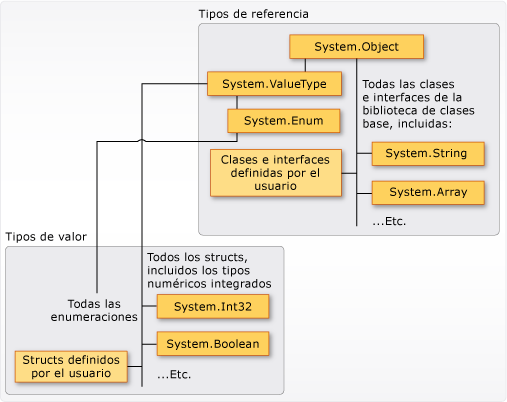 Tipos de referencia
System.Object
System.ValueType
Todas las clases
e interfaces de la
biblioteca de clases
base, incluidas:
System.Enum
System.String
Clases e interfaces
definidas por el
usuario
System.Array
...Etc.
Tipos de valor
Todos los structs,
incluidos los tipos
numéricos integrados
Todas las
enumeraciones
System.Int32
System.Boolean
Structs definidos
por el usuario
...Etc.